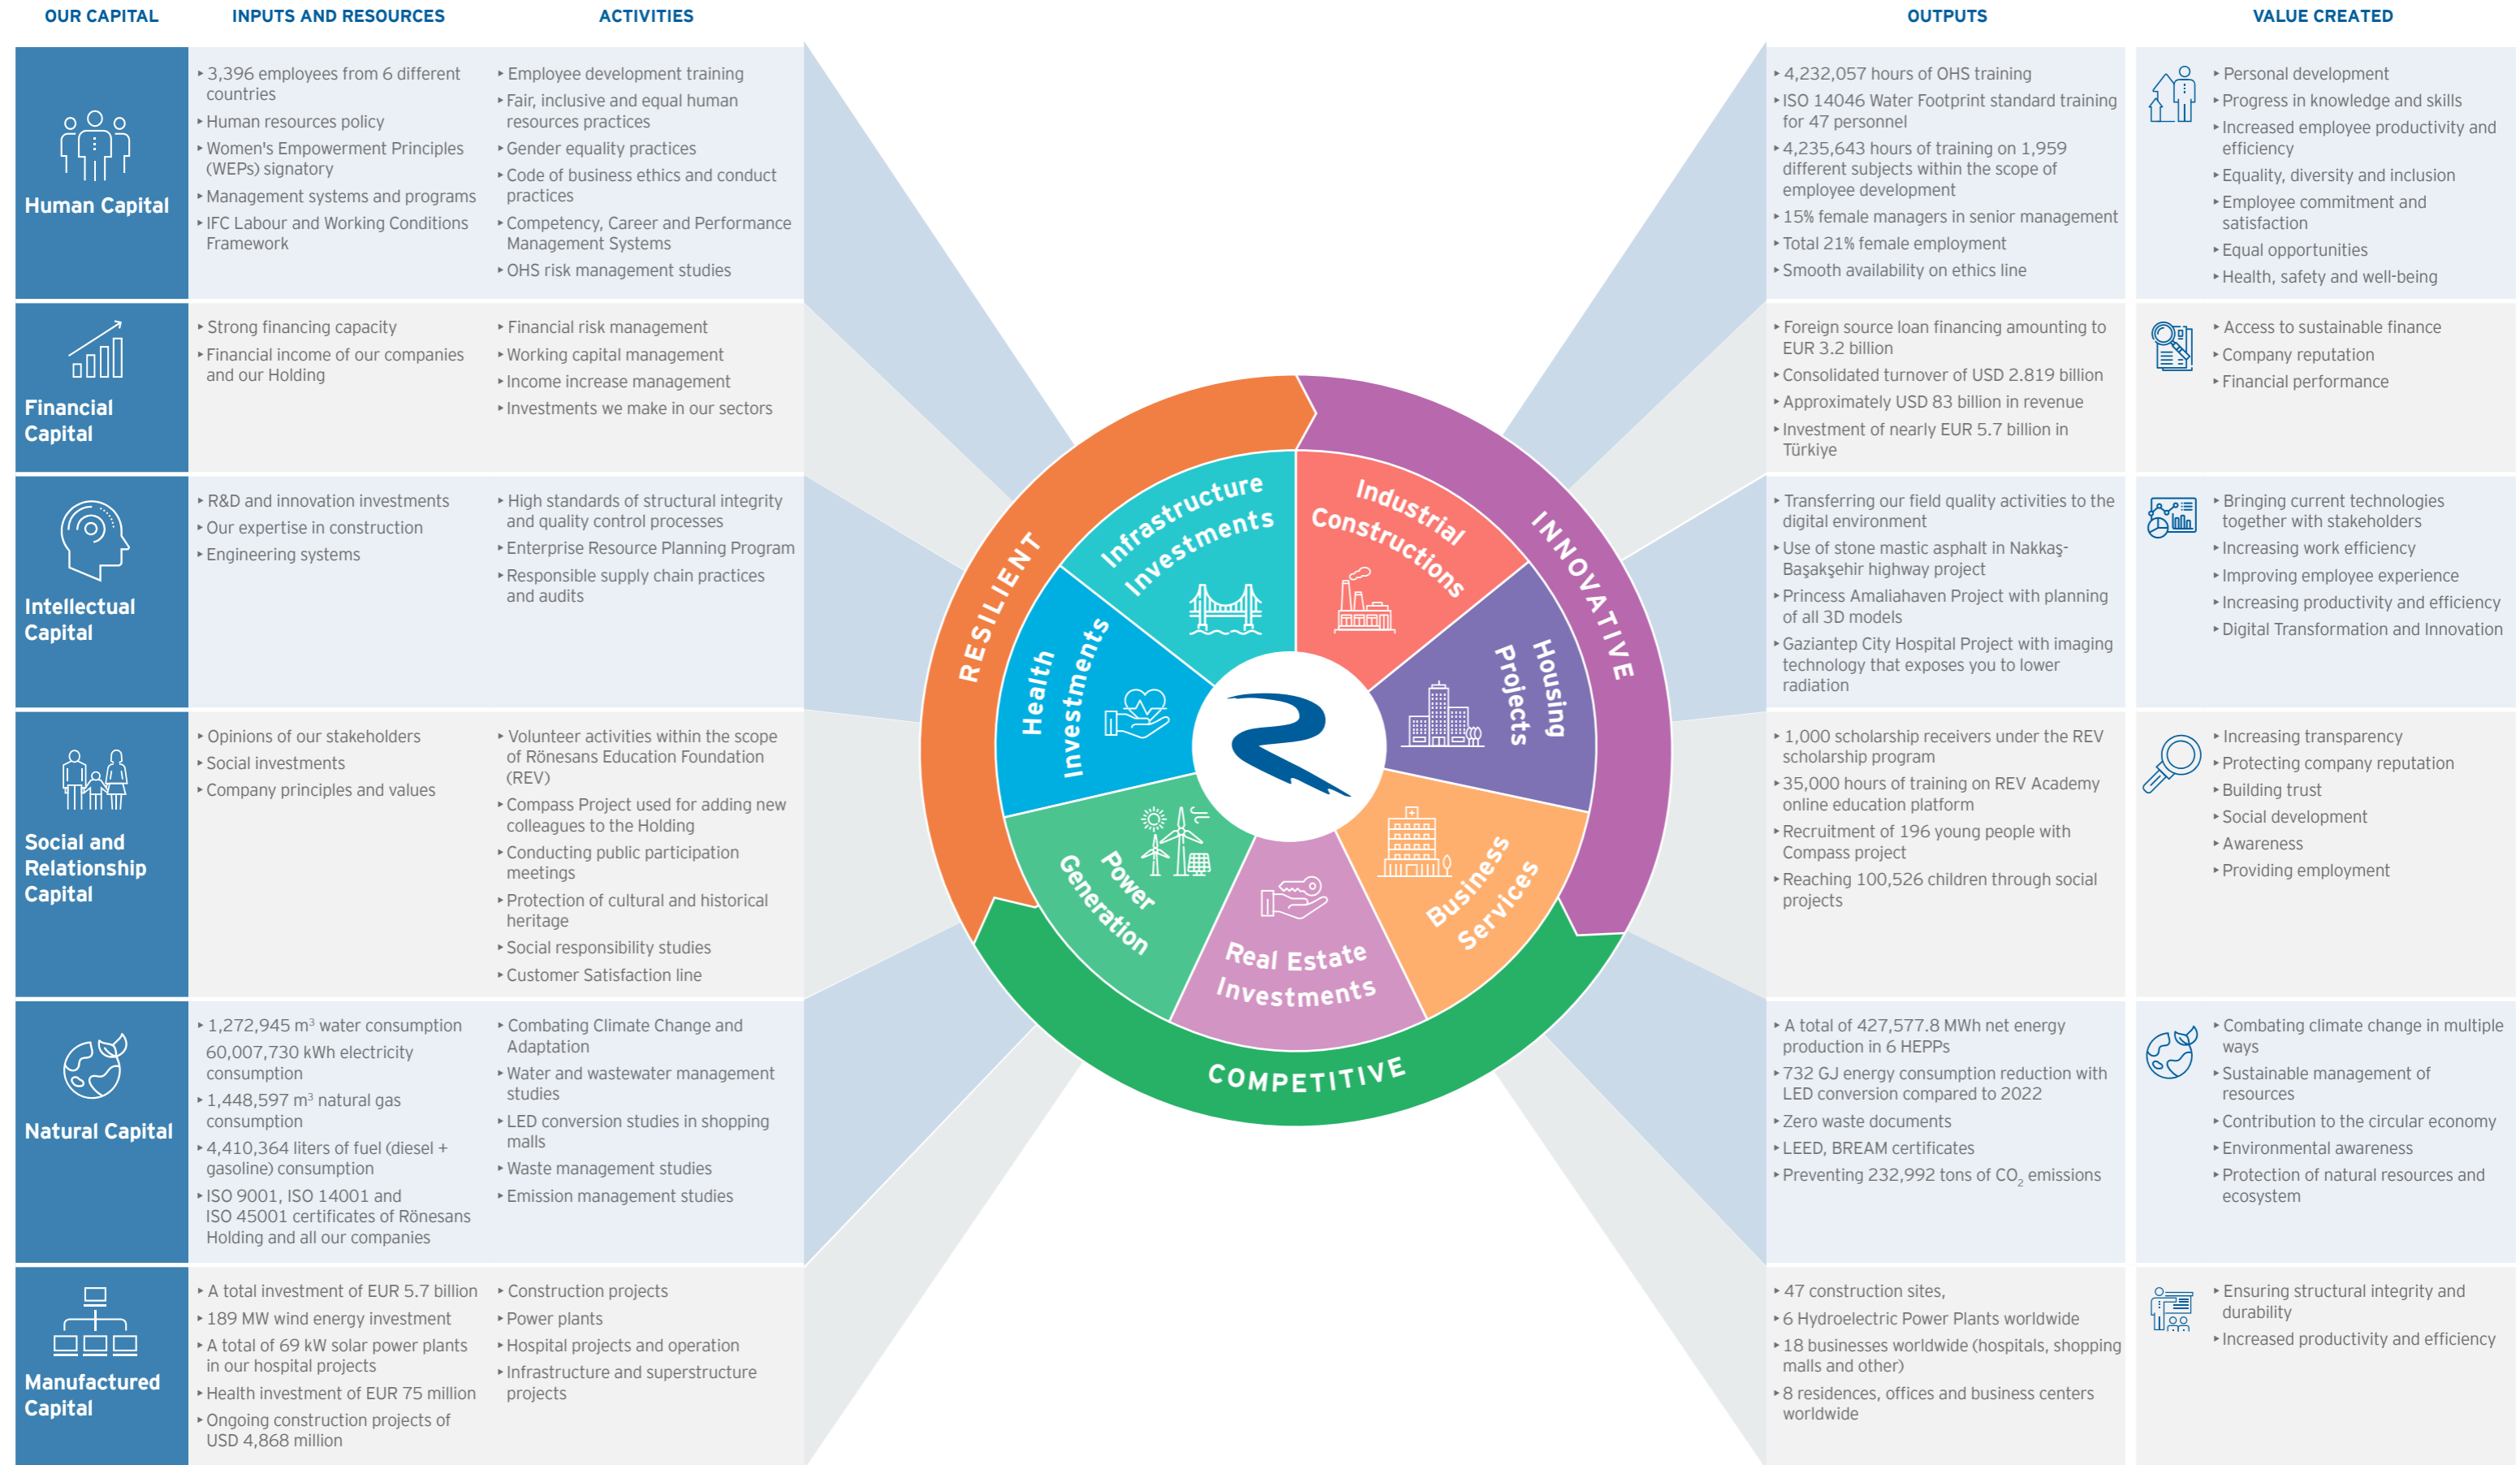 OUR CAPITAL
INPUTS AND RESOURCES
ACTIVITIES
OUTPUTS
VALUE CREATED
Human Capital
‣ 3,396 employees from 6 different
countries
‣ Human resources policy
‣ Women's Empowerment Principles
(WEPs) signatory
‣ Management systems and programs
‣ IFC Labour and Working Conditions
Framework
‣ Employee development training
‣ Fair, inclusive and equal human
resources practices
‣ Gender equality practices
‣ Code of business ethics and conduct
practices
‣ Competency, Career and Performance
Management Systems
‣ OHS risk management studies
‣ 4,232,057 hours of OHS training
‣ ISO 14046 Water Footprint standard training
for 47 personnel
‣ 4,235,643 hours of training on 1,959
different subjects within the scope of
employee development
‣ 15% female managers in senior management
‣ Total 21% female employment
‣ Smooth availability on ethics line
‣ Personal development
‣ Progress in knowledge and skills
‣ Increased employee productivity and
efficiency
‣ Equality, diversity and inclusion
‣ Employee commitment and
satisfaction
‣ Equal opportunities
‣ Health, safety and well-being
Financial
Capital
‣ Strong financing capacity
‣ Financial income of our companies
and our Holding
‣ Financial risk management
‣ Working capital management
‣ Income increase management
‣ Investments we make in our sectors
‣ Foreign source loan financing amounting to
EUR 3.2 billion
‣ Consolidated turnover of USD 2.819 billion
‣ Approximately USD 83 billion in revenue
‣ Investment of nearly EUR 5.7 billion in
Türkiye
‣ Access to sustainable finance
‣ Company reputation
‣ Financial performance
Intellectual
Capital
‣ R&D and innovation investments
‣ Our expertise in construction
‣ Engineering systems
‣ High standards of structural integrity
and quality control processes
‣ Enterprise Resource Planning Program
‣ Responsible supply chain practices
and audits
‣ Transferring our field quality activities to the
digital environment
‣ Use of stone mastic asphalt in Nakkaş-
Başakşehir highway project
‣ Princess Amaliahaven Project with planning
of all 3D models
‣ Gaziantep City Hospital Project with imaging
technology that exposes you to lower
radiation
‣ Bringing current technologies
together with stakeholders
‣ Increasing work efficiency
‣ Improving employee experience
‣ Increasing productivity and efficiency
‣ Digital Transformation and Innovation
Social and
Relationship
Capital
‣ Opinions of our stakeholders
‣ Social investments
‣ Company principles and values
‣ Volunteer activities within the scope
of Rönesans Education Foundation
(REV)
‣ Compass Project used for adding new
colleagues to the Holding
‣ Conducting public participation
meetings
‣ Protection of cultural and historical
heritage
‣ Social responsibility studies
‣ Customer Satisfaction line
‣ 1,000 scholarship receivers under the REV
scholarship program
‣ 35,000 hours of training on REV Academy
online education platform
‣ Recruitment of 196 young people with
Compass project
‣ Reaching 100,526 children through social
projects
‣ Increasing transparency
‣ Protecting company reputation
‣ Building trust
‣ Social development
‣ Awareness
‣ Providing employment
Natural Capital
‣ 1,272,945 m³ water consumption
60,007,730 kWh electricity
consumption
‣ 1,448,597 m³ natural gas
consumption
‣ 4,410,364 liters of fuel (diesel +
gasoline) consumption
‣ ISO 9001, ISO 14001 and
ISO 45001 certificates of Rönesans
Holding and all our companies
‣ Combating Climate Change and
Adaptation
‣ Water and wastewater management
studies
‣ LED conversion studies in shopping
malls
‣ Waste management studies
‣ Emission management studies
‣ A total of 427,577.8 MWh net energy
production in 6 HEPPs
‣ 732 GJ energy consumption reduction with
LED conversion compared to 2022
‣ Zero waste documents
‣ LEED, BREAM certificates
‣ Preventing 232,992 tons of CO₂ emissions
‣ Combating climate change in multiple
ways
‣ Sustainable management of
resources
‣ Contribution to the circular economy
‣ Environmental awareness
‣ Protection of natural resources and
ecosystem
Manufactured
Capital
‣ A total investment of EUR 5.7 billion
‣ 189 MW wind energy investment
‣ A total of 69 kW solar power plants
in our hospital projects
‣ Health investment of EUR 75 million
‣ Ongoing construction projects of
USD 4,868 million
‣ Construction projects
‣ Power plants
‣ Hospital projects and operation
‣ Infrastructure and superstructure
projects
‣ 47 construction sites,
‣ 6 Hydroelectric Power Plants worldwide
‣ 18 businesses worldwide (hospitals, shopping
malls and other)
‣ 8 residences, offices and business centers
worldwide
‣ Ensuring structural integrity and
durability
‣ Increased productivity and efficiency
RESILIENT
INNOVATIVE
COMPETITIVE
Infrastructure
Investments
Industrial
Constructions
Housing
Projects
Business
Services
Real Estate
Investments
Power
Generation
Health
Investments